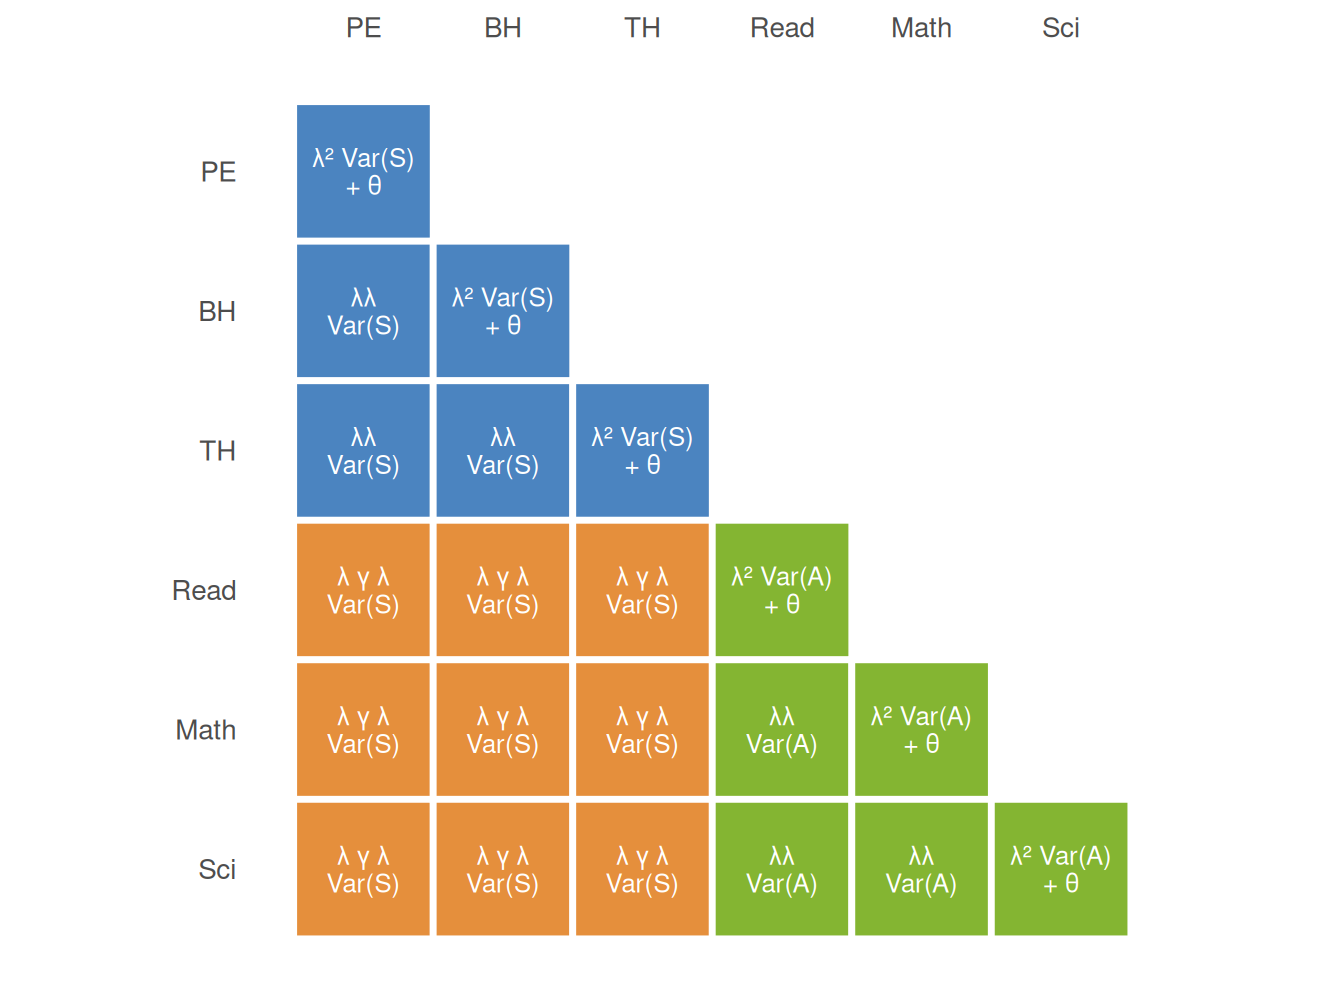 PE BH TH Read Math Sci
PE
λ² Var(S)
+ θ
BH
λλ
Var(S)
λ² Var(S)
+ θ
TH
λλ
Var(S)
λλ
Var(S)
λ² Var(S)
+ θ
Read
λ γ λ
Var(S)
λ γ λ
Var(S)
λ γ λ
Var(S)
λ² Var(A)
+ θ
Math
λ γ λ
Var(S)
λ γ λ
Var(S)
λ γ λ
Var(S)
λλ
Var(A)
λ² Var(A)
+ θ
Sci
λ γ λ
Var(S)
λ γ λ
Var(S)
λ γ λ
Var(S)
λλ
Var(A)
λλ
Var(A)
λ² Var(A)
+ θ